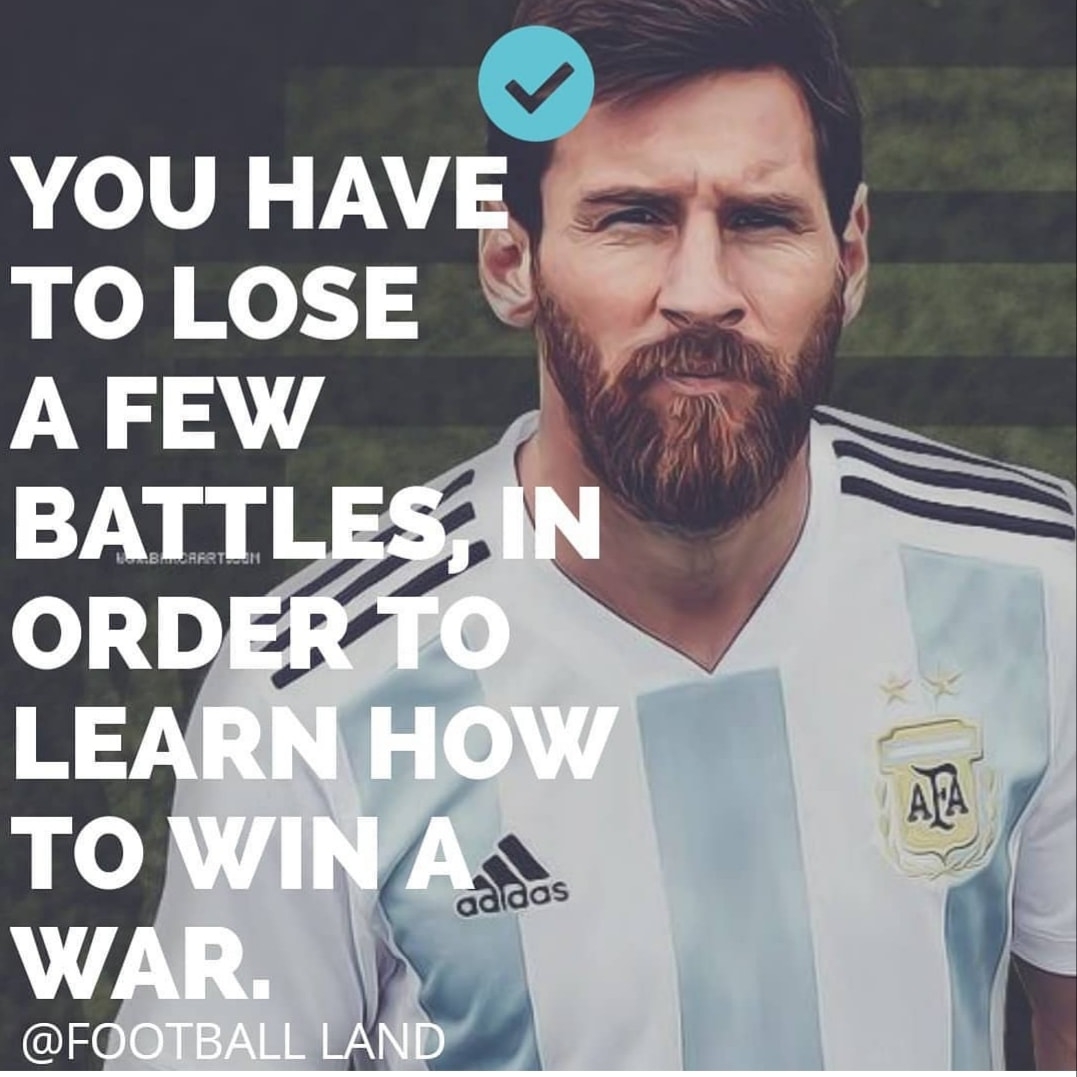 YOU HAVE
TO LOSE
A FEW
BATTLES, IN
ORDER TO
LEARN HOW
TO WIN A
WAR.
@FOOTBALL LAND
adidas
AFA